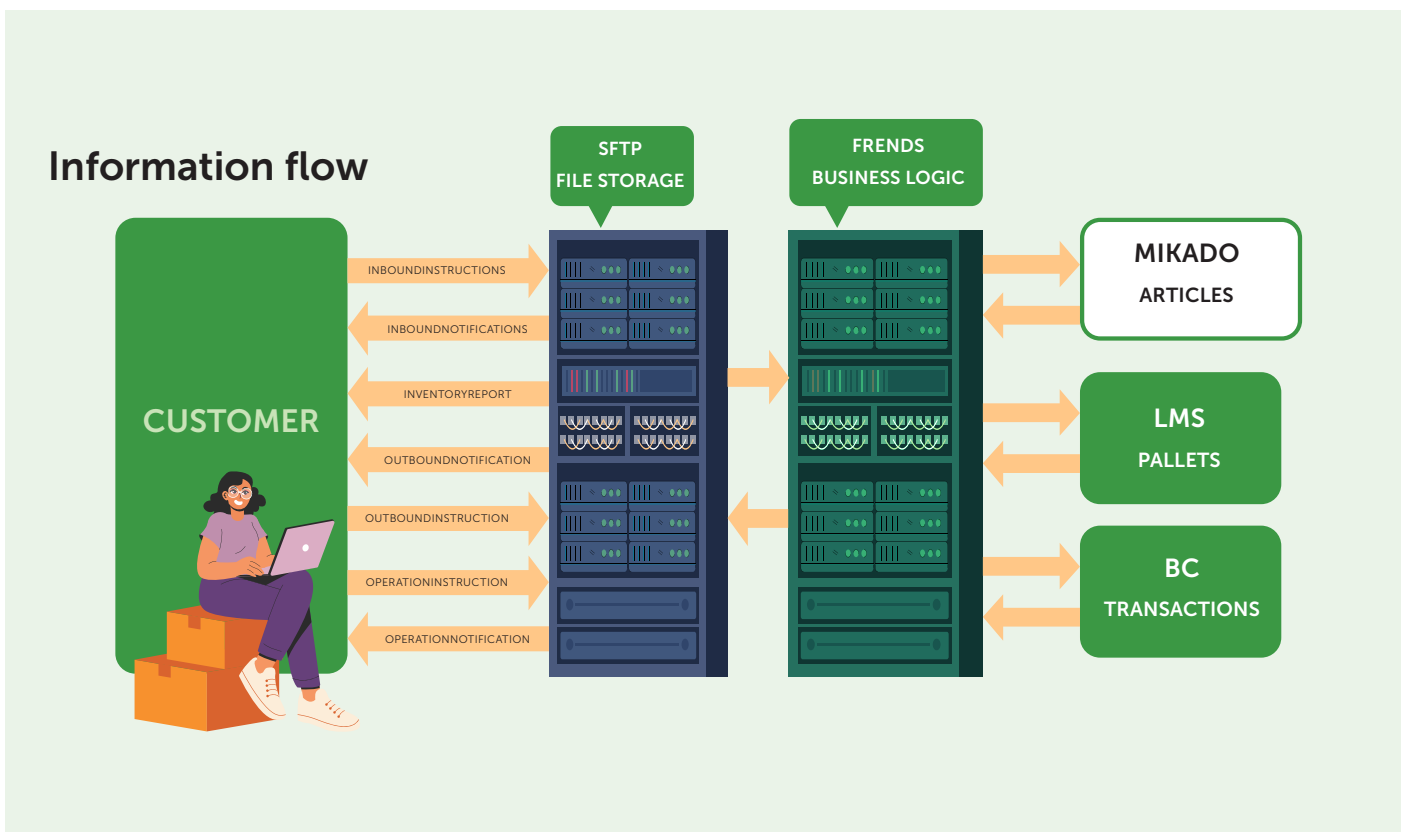 Information flow
SFTP
FILE STORAGE
FRENDS
BUSINESS LOGIC
CUSTOMER
INBOUNDINSTRUCTIONS
INBOUNDNOTIFICATIONS
INVENTORYREPORT
OUTBOUNDNOTIFICATION
OUTBOUNDINSTRUCTION
OPERATIONINSTRUCTION
OPERATIONNOTIFICATION
MIKADO
ARTICLES
LMS
PALLETS
BC
TRANSACTIONS